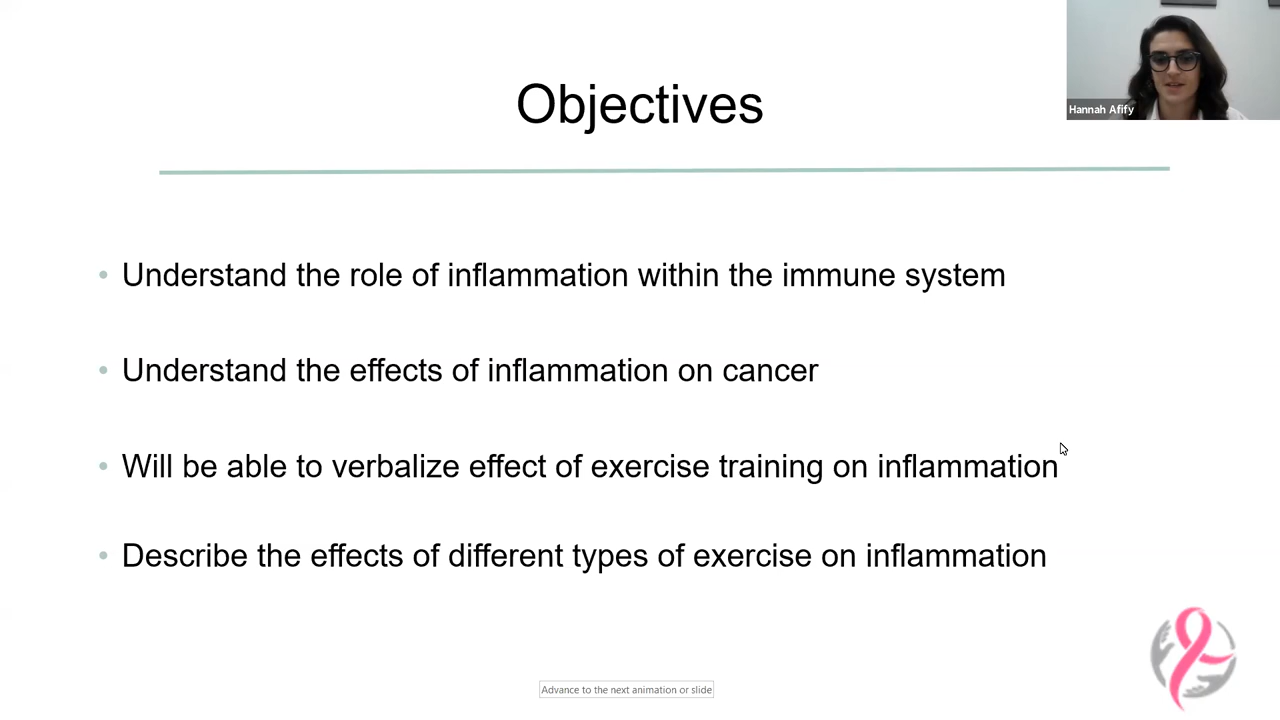 Objectives
Hannah Afify
• Understand the role of inflammation within the immune system
• Understand the effects of inflammation on cancer
• Will be able to verbalize effect of exercise training on inflammation
• Describe the effects of different types of exercise on inflammation
Advance to the next animation or slide